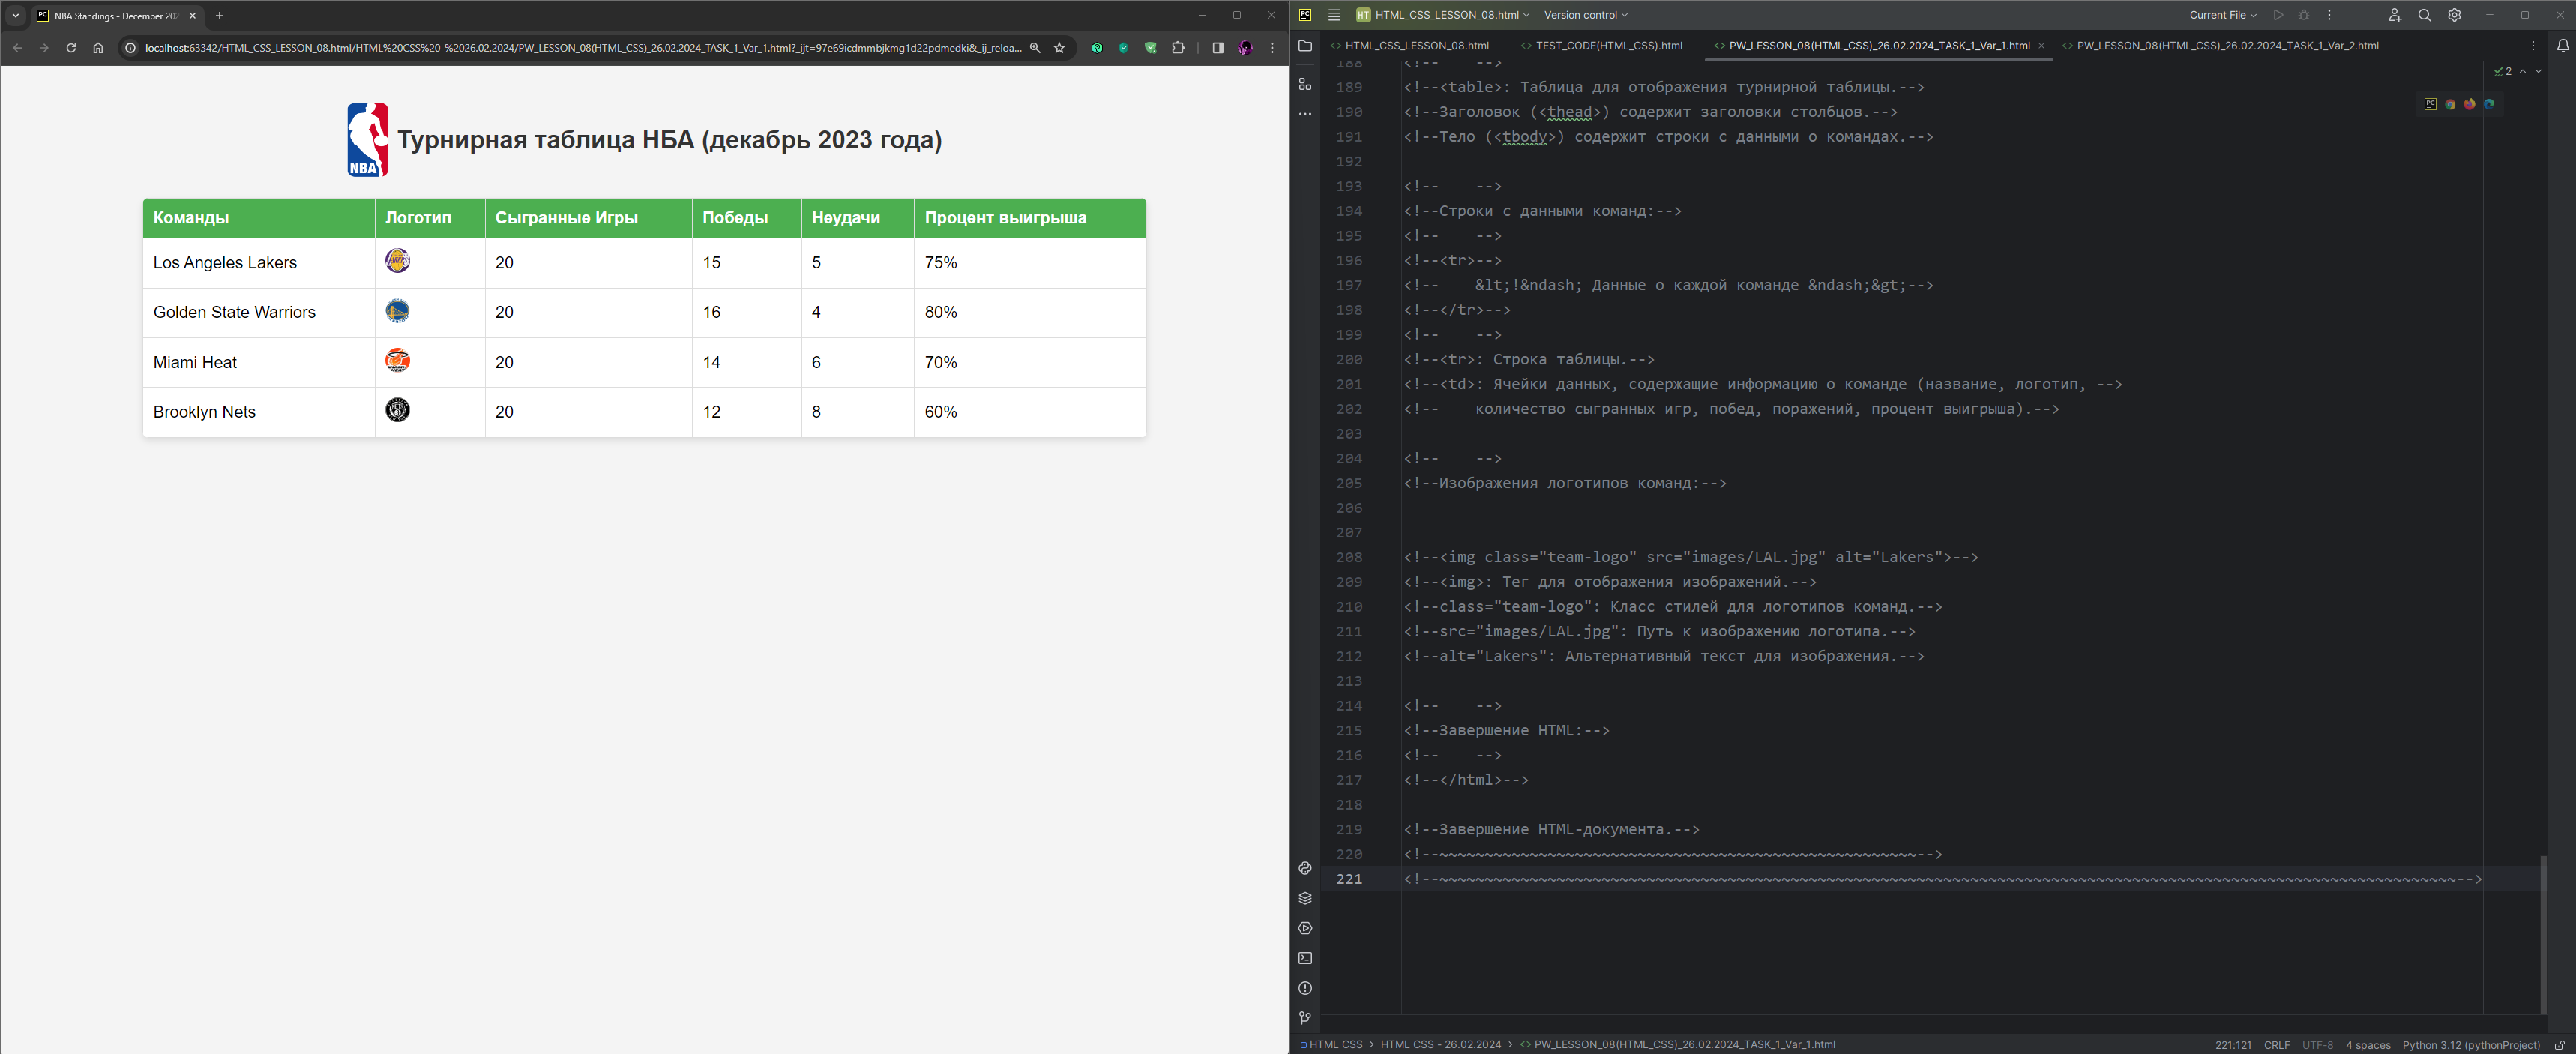 NBA Standings - December 202
localhost:63342/HTML_CSS_LESSON_08.html/HTML%20CSS%20-%2026.02.2024/PW_LESSON_08(HTML_CSS)_26.02.2024_TASK_1_Var_1.html?_ijt=97e69icdmmbjkmg1d22pdmedki&_ij_reloa...
NBA
Турнирная таблица НБА (декабрь 2023 года)
Команды Логотип Сыгранные Игры Победы Неудачи Процент выигрыша
Los Angeles Lakers 20 15 5 75%
Golden State Warriors 20 16 4 80%
Miami Heat 20 14 6 70%
Brooklyn Nets 20 12 8 60%
PC HT HTML_CSS_LESSON_08.html Version control Current File
HTML_CSS_LESSON_08.html TEST_CODE(HTML_CSS).html PW_LESSON_08(HTML_CSS)_26.02.2024_TASK_1_Var_1.html PW_LESSON_08(HTML_CSS)_26.02.2024_TASK_1_Var_2.html
2
188 <!--    -->
189 <!--<table>: Таблица для отображения турнирной таблицы.-->
190 <!--Заголовок (<thead>) содержит заголовки столбцов.-->
191 <!--Тело (<tbody>) содержит строки с данными о командах.-->
192
193 <!--    -->
194 <!--Строки с данными команд:-->
195 <!--    -->
196 <!--<tr>-->
197 <!--    &lt;!&ndash; Данные о каждой команде &ndash;&gt;-->
198 <!--</tr>-->
199 <!--    -->
200 <!--<tr>: Строка таблицы.-->
201 <!--<td>: Ячейки данных, содержащие информацию о команде (название, логотип, -->
202 <!--    количество сыгранных игр, побед, поражений, процент выигрыша).-->
203
204 <!--    -->
205 <!--Изображения логотипов команд:-->
206
207
208 <!--<img class="team-logo" src="images/LAL.jpg" alt="Lakers">-->
209 <!--<img>: Тег для отображения изображений.-->
210 <!--class="team-logo": Класс стилей для логотипов команд.-->
211 <!--src="images/LAL.jpg": Путь к изображению логотипа.-->
212 <!--alt="Lakers": Альтернативный текст для изображения.-->
213
214 <!--    -->
215 <!--Завершение HTML:-->
216 <!--    -->
217 <!--</html>-->
218
219 <!--Завершение HTML-документа.-->
220 <!--~~~~~~~~~~~~~~~~~~~~~~~~~~~~~~~~~~~~~~~~~~~~~~~~~~~~~-->
221 <!--~~~~~~~~~~~~~~~~~~~~~~~~~~~~~~~~~~~~~~~~~~~~~~~~~~~~~~~~~~~~~~~~~~~~~~~~~~~~~~~~~~~~~~~~~~~~~~~~~~~~~~~~~~~~~~~~~-->
HTML CSS > HTML CSS - 26.02.2024 > PW_LESSON_08(HTML_CSS)_26.02.2024_TASK_1_Var_1.html 221:121 CRLF UTF-8 4 spaces Python 3.12 (pythonProject)